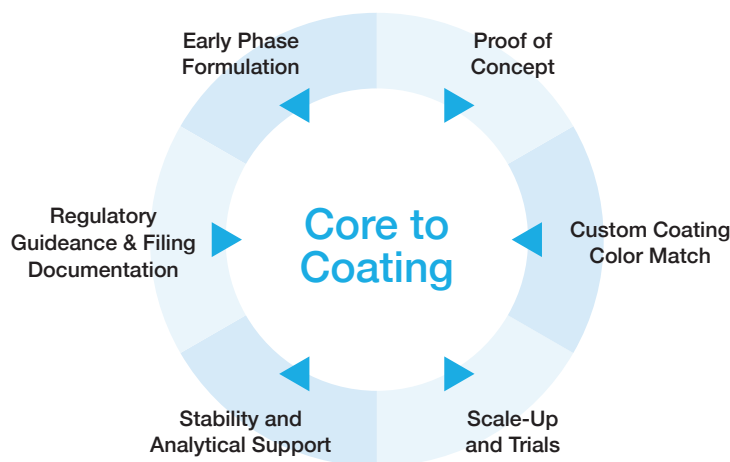 Early Phase
Formulation
Proof of
Concept
Regulatory
Guideance & Filing
Documentation
Core to
Coating
Custom Coating
Color Match
Stability and
Analytical Support
Scale-Up
and Trials